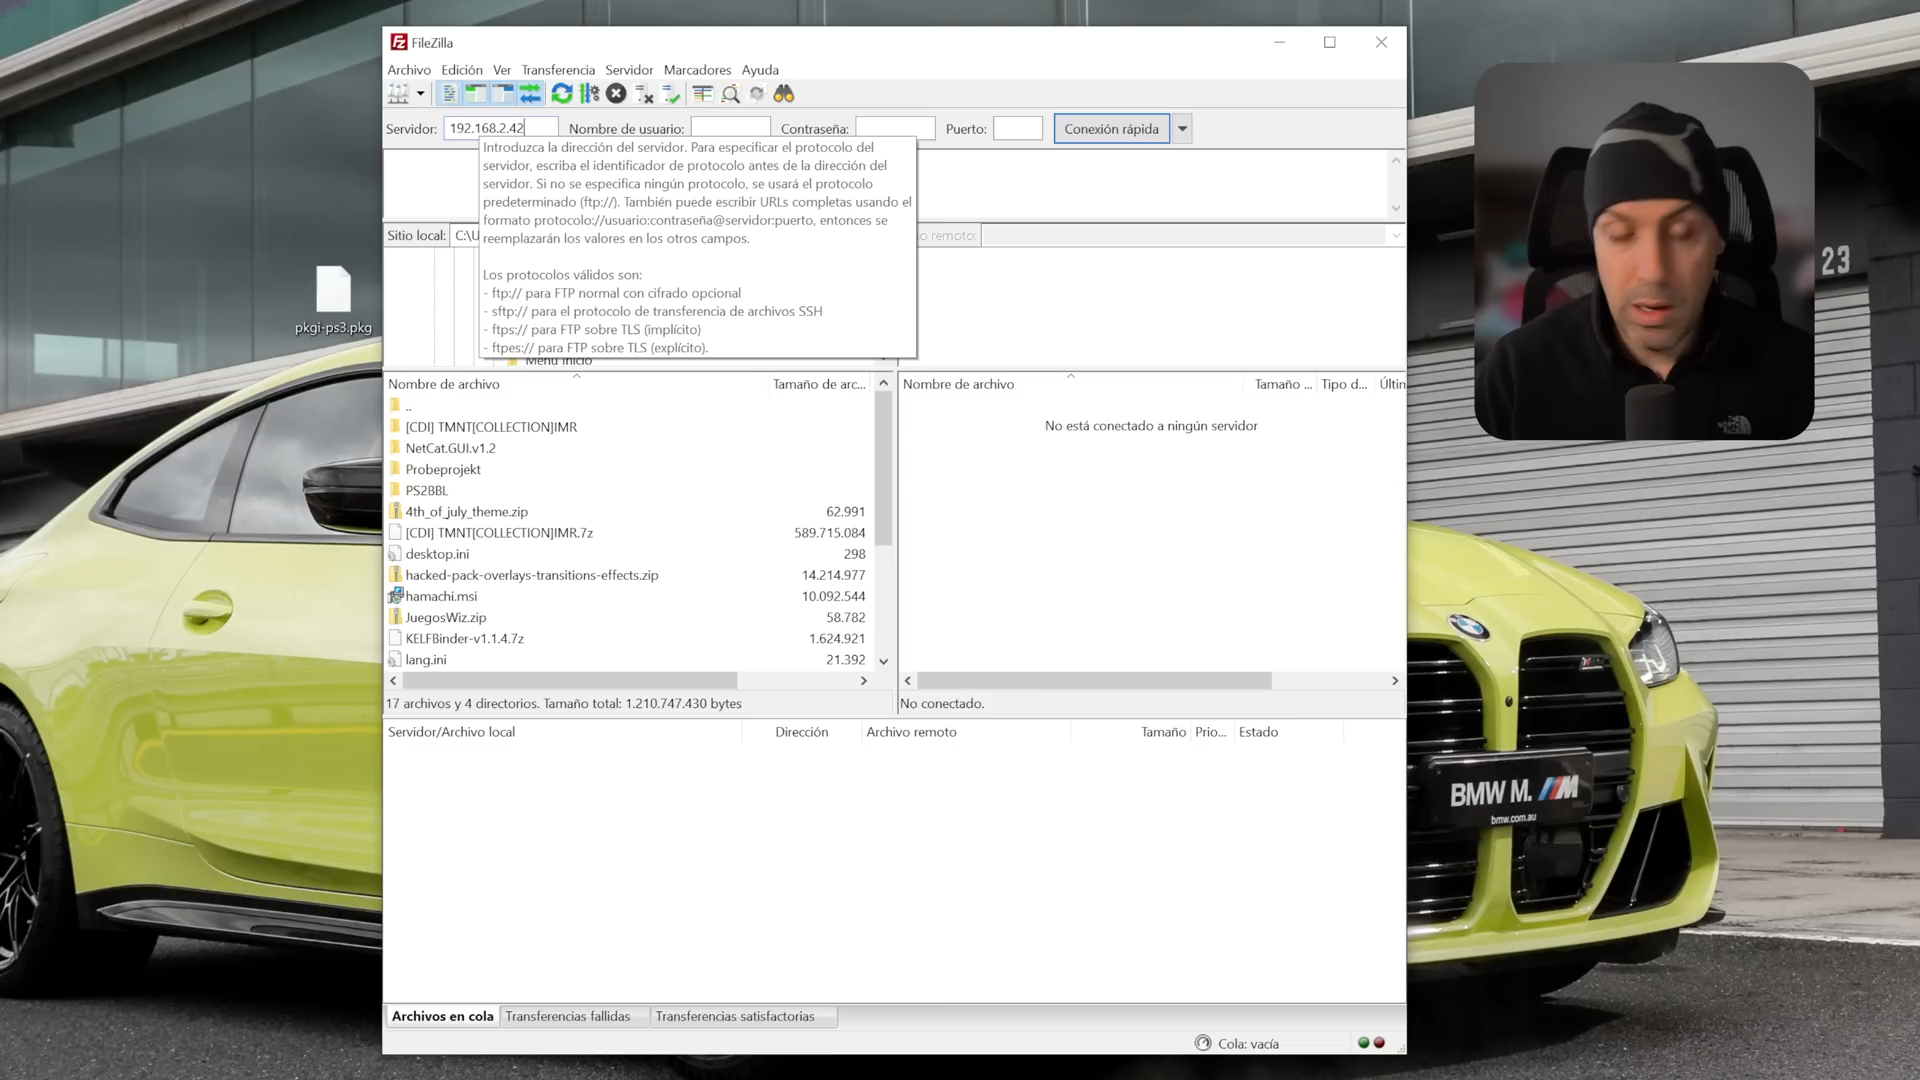 FileZilla
Archivo Edición Ver Transferencia Servidor Marcadores Ayuda
Servidor: 192.168.2.42 Nombre de usuario: Contraseña: Puerto: Conexión rápida
Introduzca la dirección del servidor. Para especificar el protocolo del
servidor, escriba el identificador de protocolo antes de la dirección del
servidor. Si no se especifica ningún protocolo, se usará el protocolo
predeterminado (ftp://). También puede escribir URLs completas usando el
formato protocolo://usuario:contraseña@servidor:puerto, entonces se
reemplazarán los valores en los otros campos.
Los protocolos válidos son:
- ftp:// para FTP normal con cifrado opcional
- sftp:// para el protocolo de transferencia de archivos SSH
- ftps:// para FTP sobre TLS (implícito)
- ftpes:// para FTP sobre TLS (explícito).
Sitio local: C:\U
o remoto:
Menú Inicio
pkgi-ps3.pkg
Nombre de archivo Tamaño de arc...
..
[CDI] TMNT[COLLECTION]IMR
NetCat.GUI.v1.2
Probeprojekt
PS2BBL
4th_of_july_theme.zip 62.991
[CDI] TMNT[COLLECTION]IMR.7z 589.715.084
desktop.ini 298
hacked-pack-overlays-transitions-effects.zip 14.214.977
hamachi.msi 10.092.544
JuegosWiz.zip 58.782
KELFBinder-v1.1.4.7z 1.624.921
lang.ini 21.392
17 archivos y 4 directorios. Tamaño total: 1.210.747.430 bytes
Nombre de archivo Tamaño ... Tipo d... Últin
No está conectado a ningún servidor
No conectado.
Servidor/Archivo local Dirección Archivo remoto Tamaño Prio... Estado
Archivos en cola Transferencias fallidas Transferencias satisfactorias
Cola: vacía
23
THE NORTH FACE
BMW M. M
bmw.com.au